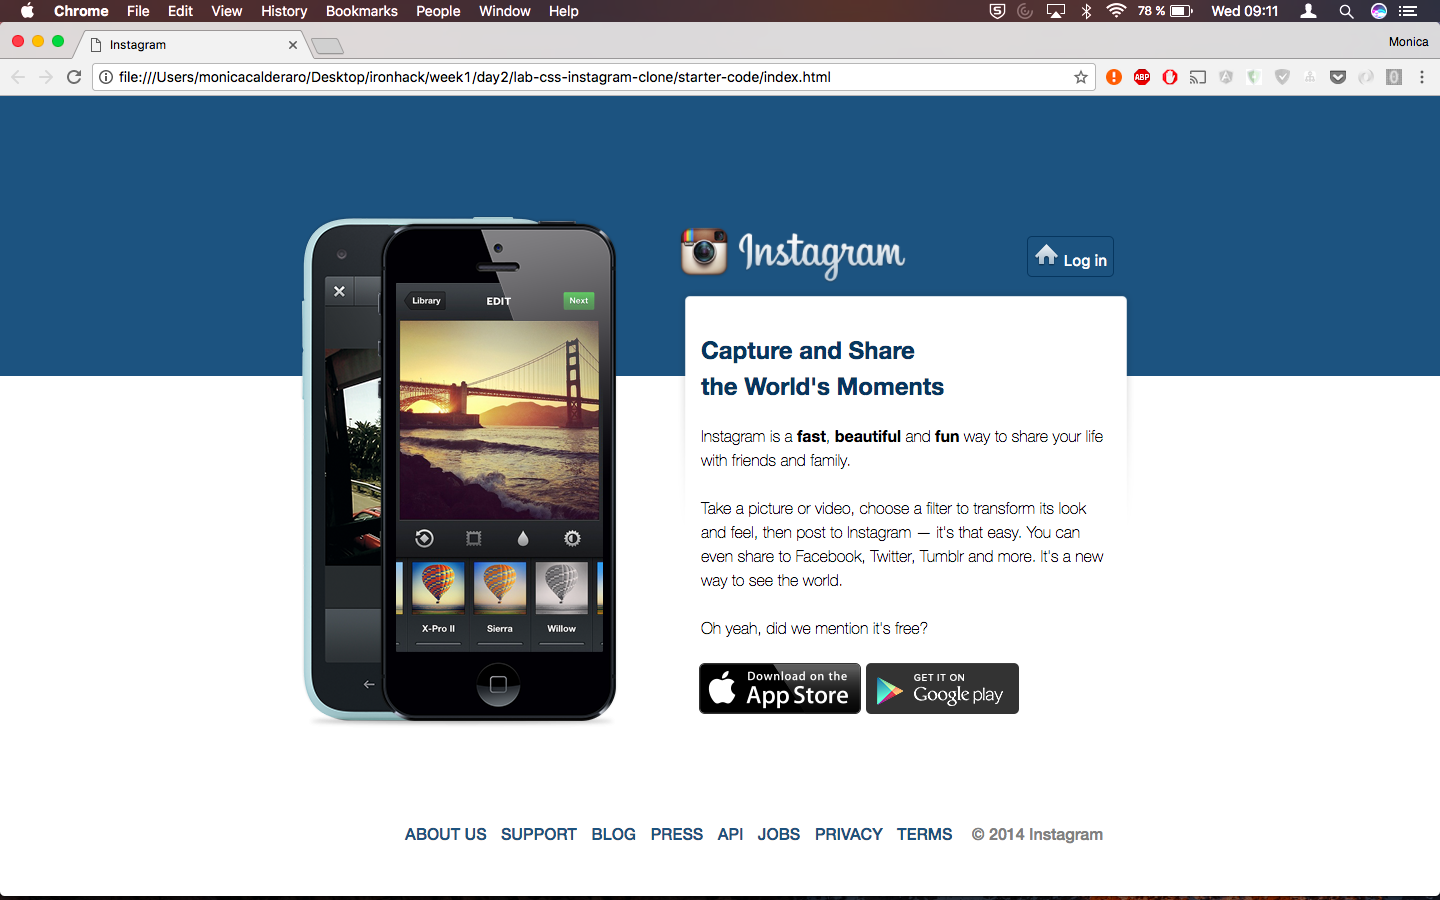 Chrome File Edit View History Bookmarks People Window Help 78 % Wed 09:11
Instagram Monica
file:///Users/monicacalderaro/Desktop/ironhack/week1/day2/lab-css-instagram-clone/starter-code/index.html ABP
Instagram
Log in
Library EDIT Next
Capture and Share
the World's Moments
Instagram is a fast, beautiful and fun way to share your life
with friends and family.
Take a picture or video, choose a filter to transform its look
and feel, then post to Instagram — it's that easy. You can
even share to Facebook, Twitter, Tumblr and more. It's a new
way to see the world.
X-Pro II Sierra Willow
Oh yeah, did we mention it's free?
Download on the
App Store
GET IT ON
Google play
ABOUT US SUPPORT BLOG PRESS API JOBS PRIVACY TERMS © 2014 Instagram